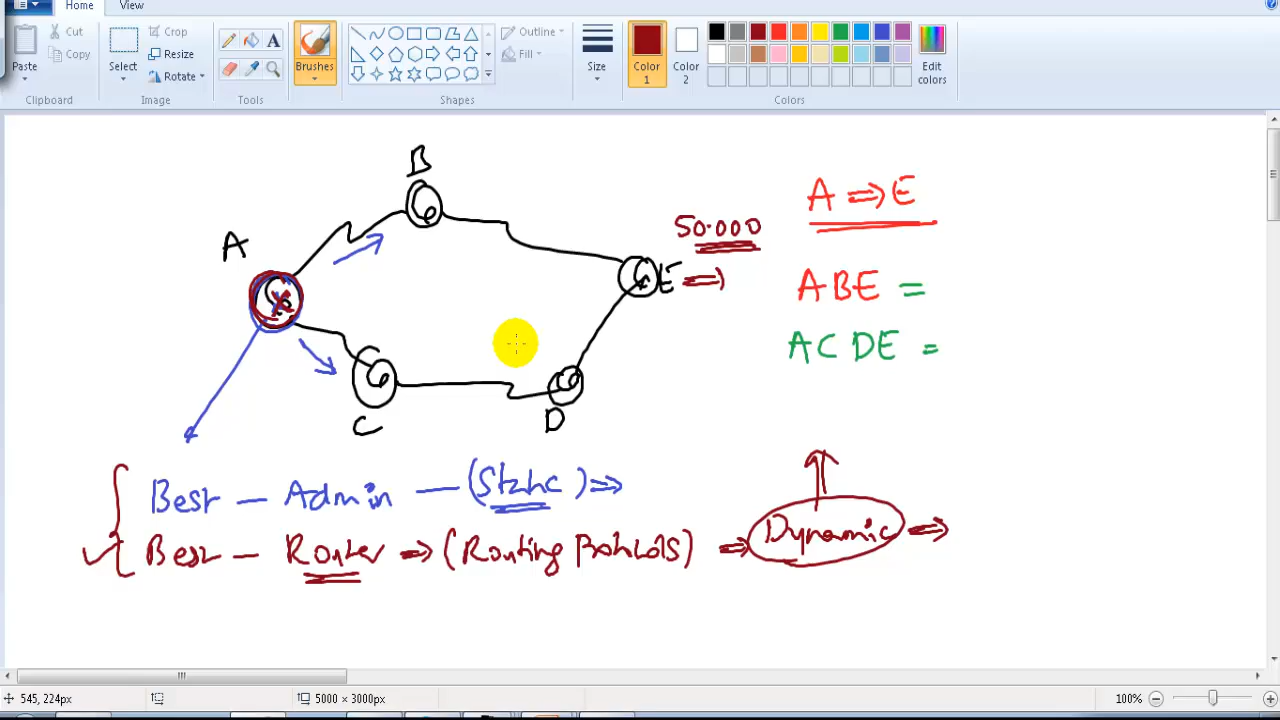 Home
View
Paste
Cut
Copy
Clipboard
Select
Crop
Resize
Rotate
Image
A
Tools
Brushes
Outline
Fill
Shapes
Size
Color 1
Color 2
Edit colors
Colors
B
A
50.000
E ⇒
C
D
A ⇒ E
ABE =
ACDE =
Best — Admin — (Static) ⇒
Best — Router ⇒ (Routing Protocols) ⇒ Dynamic ⇒
545, 224px
5000 × 3000px
100%